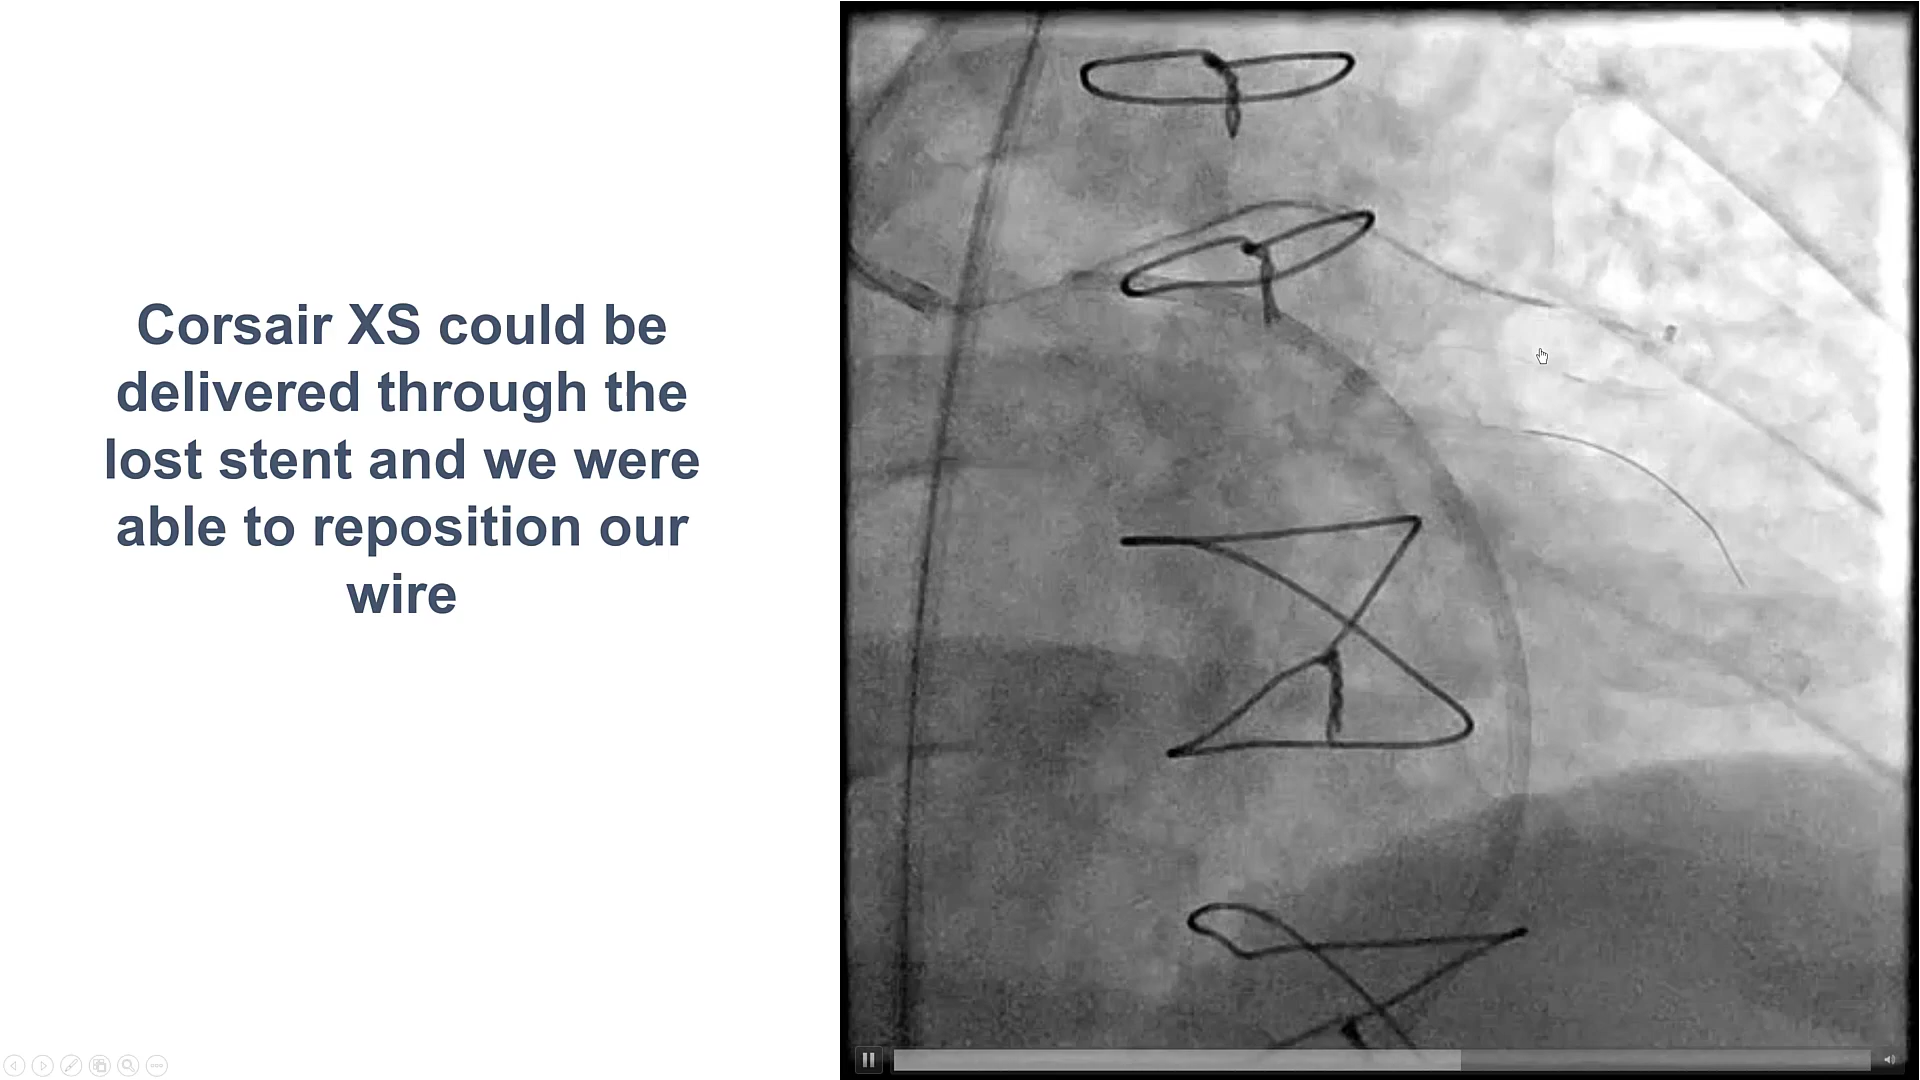 Corsair XS could be
delivered through the
lost stent and we were
able to reposition our
wire